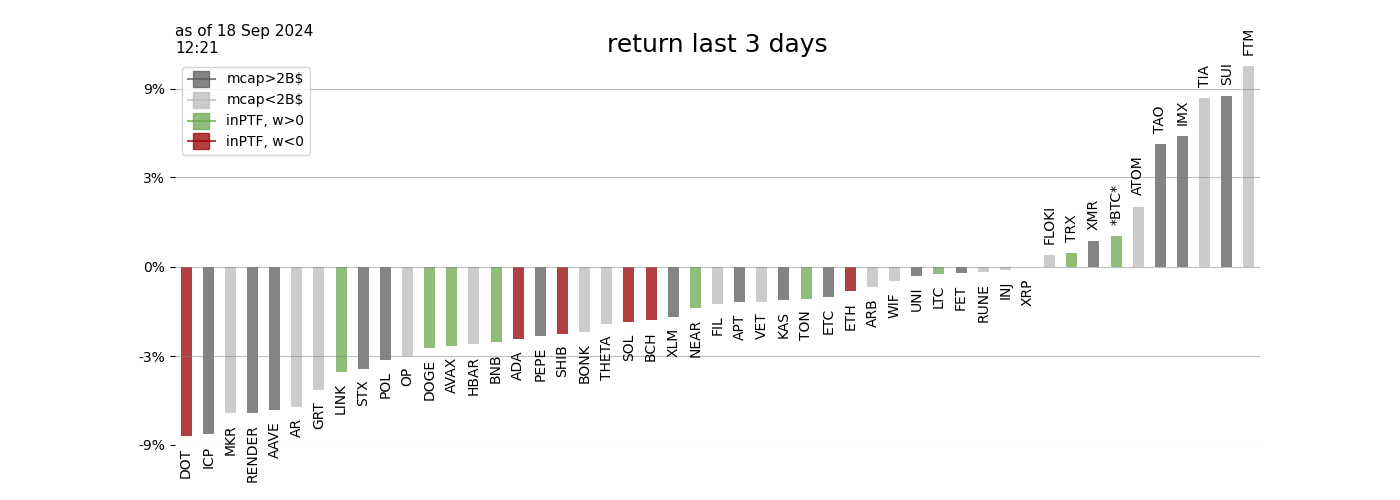 as of 18 Sep 2024
12:21
return last 3 days
mcap>2B$
mcap<2B$
inPTF, w>0
inPTF, w<0
9%
3%
0%
-3%
-9%
DOT
ICP
MKR
RENDER
AAVE
AR
GRT
LINK
STX
POL
OP
DOGE
AVAX
HBAR
BNB
ADA
PEPE
SHIB
BONK
THETA
SOL
BCH
XLM
NEAR
FIL
APT
VET
KAS
TON
ETC
ETH
ARB
WIF
UNI
LTC
FET
RUNE
INJ
XRP
FLOKI
TRX
XMR
*BTC*
ATOM
TAO
IMX
TIA
SUI
FTM